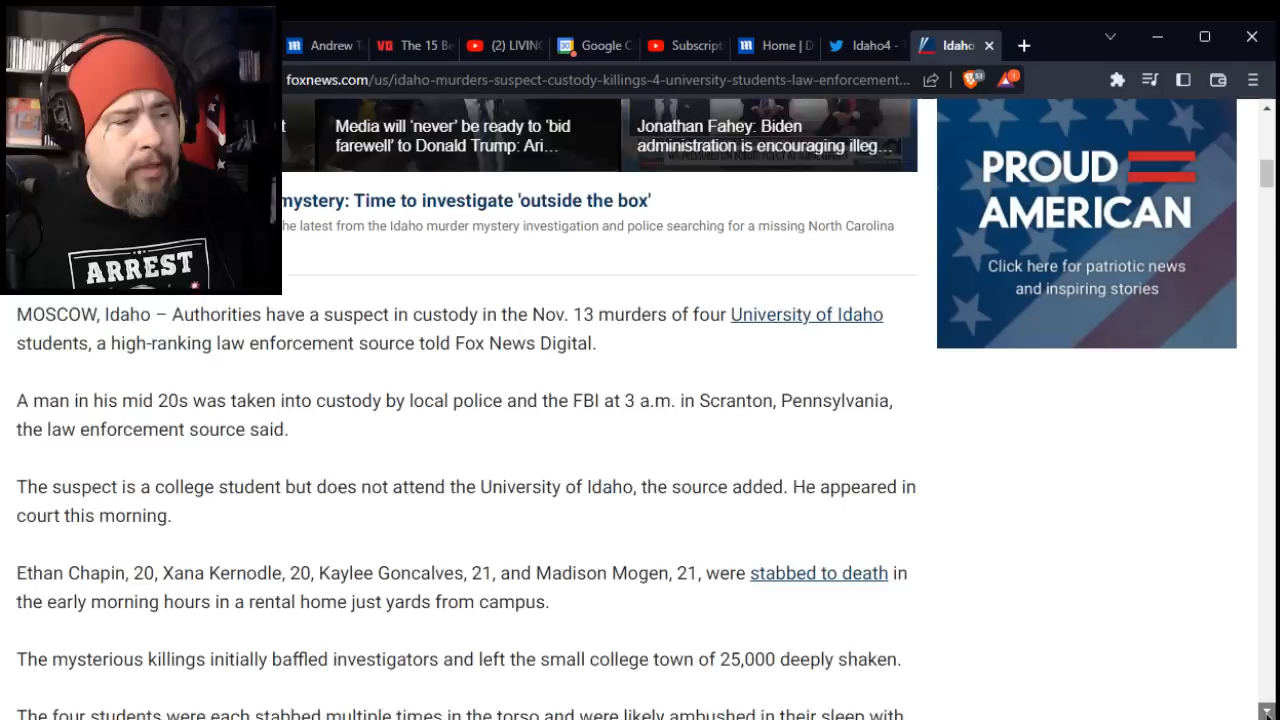 Andrew T
The 15 Be
(2) LIVING
Google C
Subscript
Home | D
Idaho4 -
Idaho
foxnews.com/us/idaho-murders-suspect-custody-killings-4-university-students-law-enforcement...
Media will 'never' be ready to 'bid
farewell' to Donald Trump: Ari...
Jonathan Fahey: Biden
administration is encouraging illeg...
mystery: Time to investigate 'outside the box'
he latest from the Idaho murder mystery investigation and police searching for a missing North Carolina
PROUD
AMERICAN
Click here for patriotic news
and inspiring stories
ARREST
MOSCOW, Idaho – Authorities have a suspect in custody in the Nov. 13 murders of four University of Idaho
students, a high-ranking law enforcement source told Fox News Digital.
A man in his mid 20s was taken into custody by local police and the FBI at 3 a.m. in Scranton, Pennsylvania,
the law enforcement source said.
The suspect is a college student but does not attend the University of Idaho, the source added. He appeared in
court this morning.
Ethan Chapin, 20, Xana Kernodle, 20, Kaylee Goncalves, 21, and Madison Mogen, 21, were stabbed to death in
the early morning hours in a rental home just yards from campus.
The mysterious killings initially baffled investigators and left the small college town of 25,000 deeply shaken.
The four students were each stabbed multiple times in the torso and were likely ambushed in their sleep with